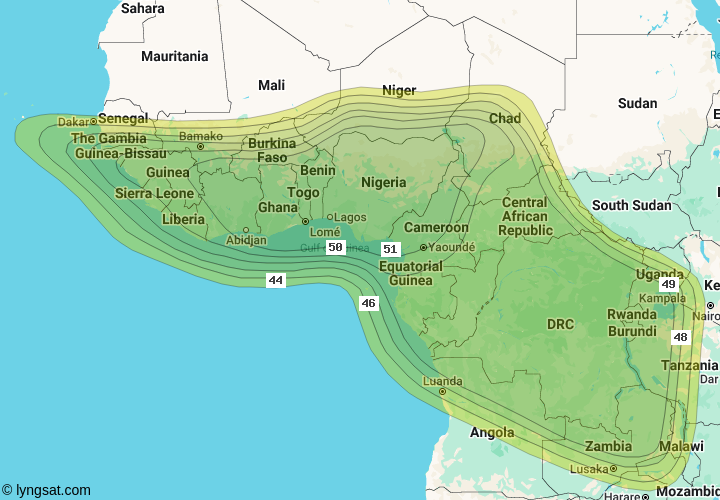 Sahara
Mauritania
Mali
Niger
Sudan
Chad
Dakar
Senegal
The Gambia
Guinea-Bissau
Bamako
Burkina
Faso
Guinea
Benin
Nigeria
Sierra Leone
Togo
Ghana
Liberia
Lagos
Lomé
Abidjan
Central
African
Republic
South Sudan
Cameroon
Yaoundé
50
51
Equatorial
Guinea
44
46
Uganda
49
Kampala
Ke
Nairo
Rwanda
Burundi
DRC
48
Tanzania
Dar
Luanda
Angola
Zambia
Malawi
Lusaka
Harare
Mozambi
© lyngsat.com